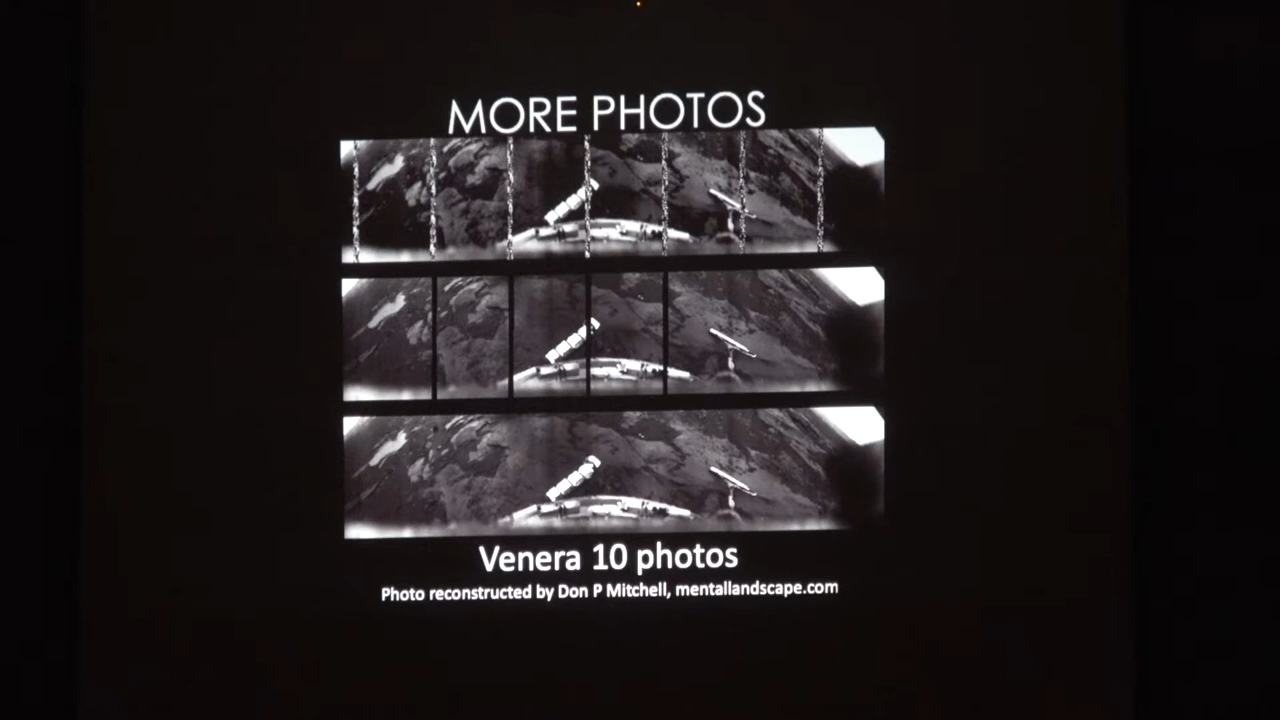 MORE PHOTOS
Venera 10 photos
Photo reconstructed by Don P Mitchell, mentallandscape.com